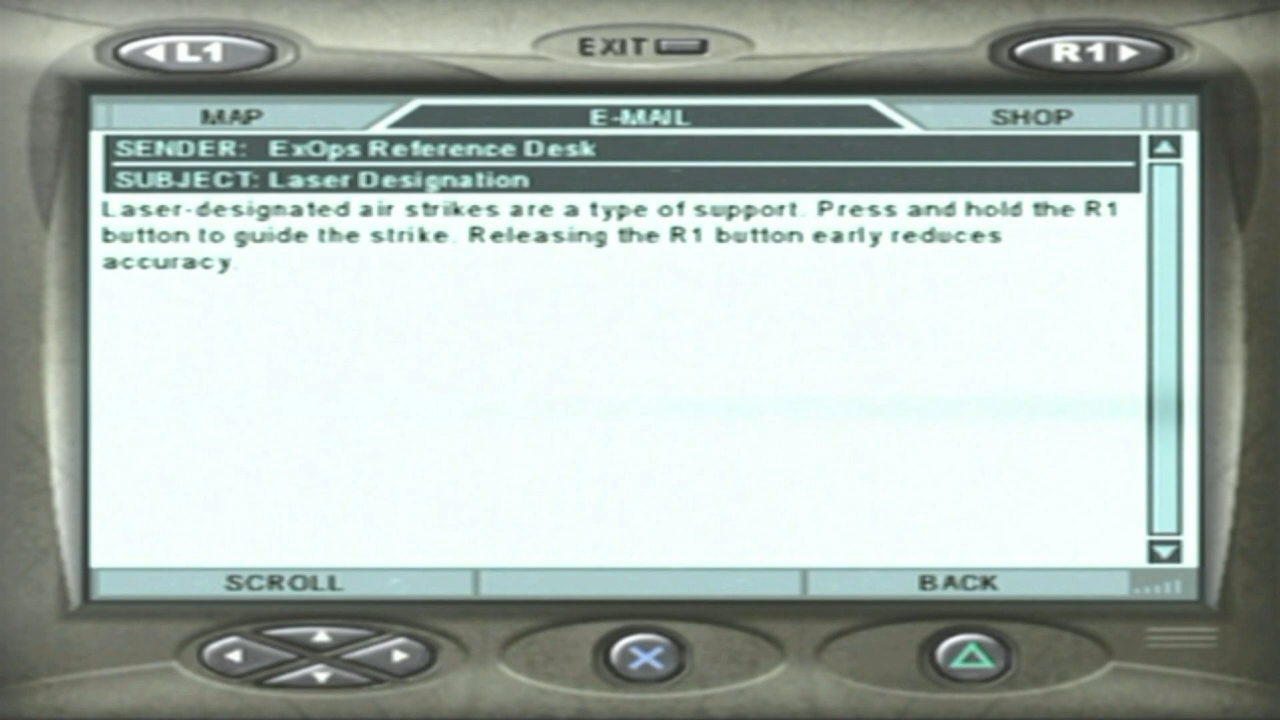 L1
EXIT
R1
MAP
E-MAIL
SHOP
SENDER: ExOps Reference Desk
SUBJECT: Laser Designation
Laser-designated air strikes are a type of support. Press and hold the R1
button to guide the strike. Releasing the R1 button early reduces
accuracy.
SCROLL
BACK